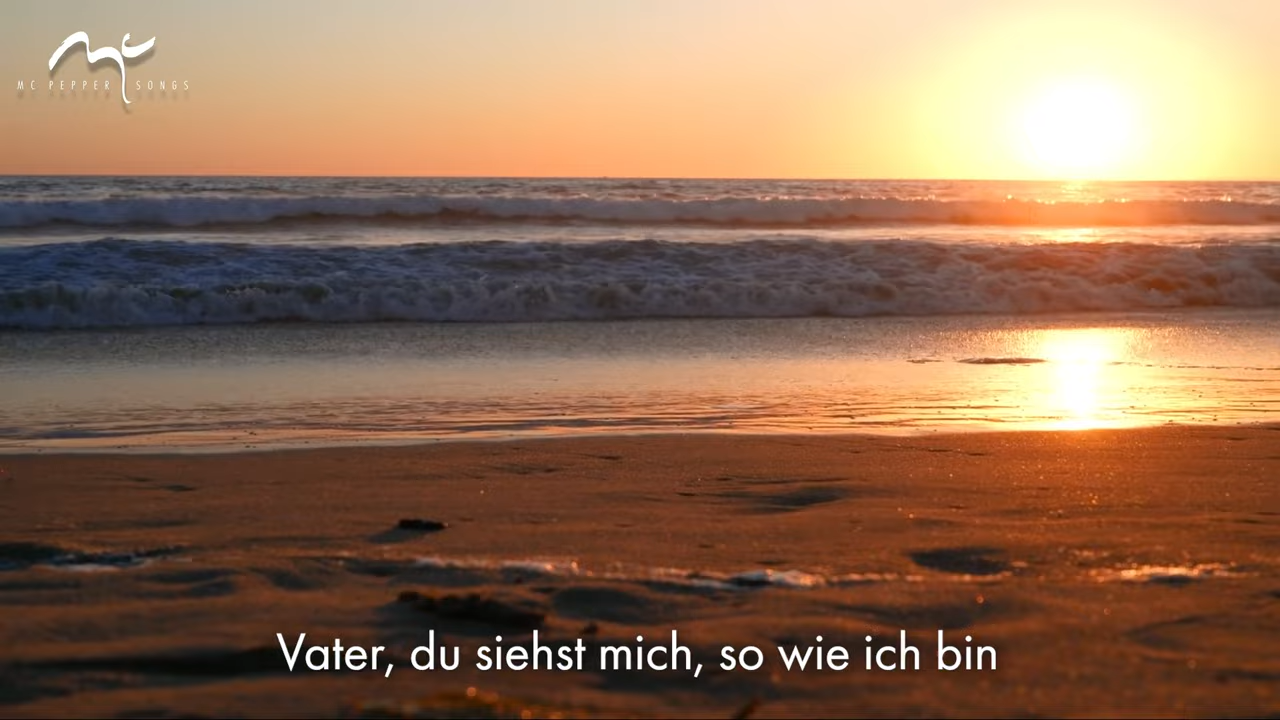 MC PEPPER SONGS
Vater, du siehst mich, so wie ich bin